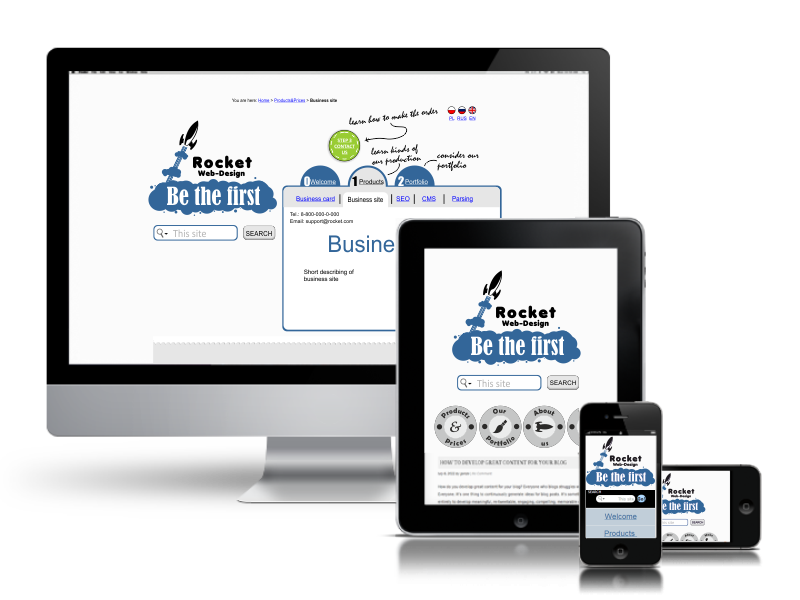 You are here: Home > Products&Prices > Business site
learn how to make the order
PL RUS EN
STEP 3
CONTACT
US
learn kinds of
our production
consider our
portfolio
Rocket
Web-Design
Be the first
0 Welcome
1 Products
2 Portfolio
Business card | Business site | SEO | CMS | Parsing
Tel.: 8-800-000-0-000
Email: support@rocket.com
This site
SEARCH
Busine
Short describing of
business site
Rocket
Web-Design
Be the first
This site
SEARCH
Products & Prices
Our Portfolio
About us
HOW TO DEVELOP GREAT CONTENT FOR YOUR BLOG
Rocket
Web-Design
Be the first
SEARCH
Welcome
Products
Rocket
Web-Design
Be the first
SEARCH